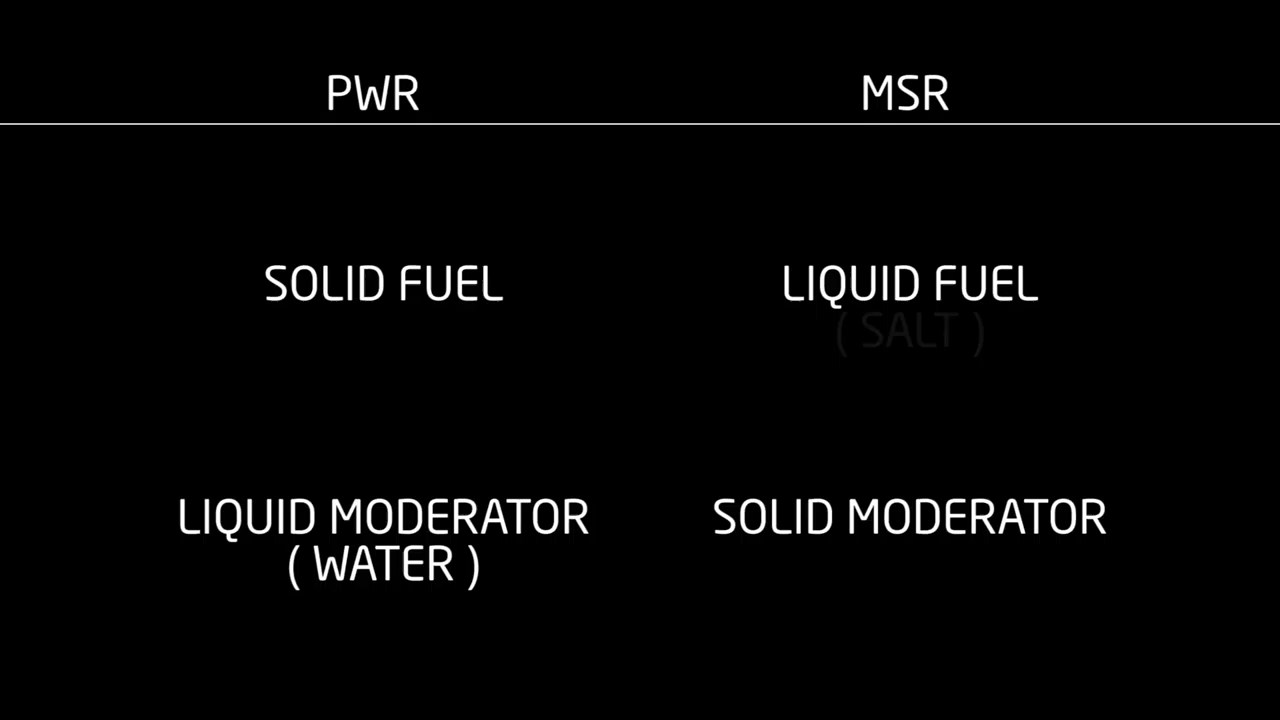 PWR
MSR
SOLID FUEL
LIQUID FUEL
( SALT )
LIQUID MODERATOR
( WATER )
SOLID MODERATOR